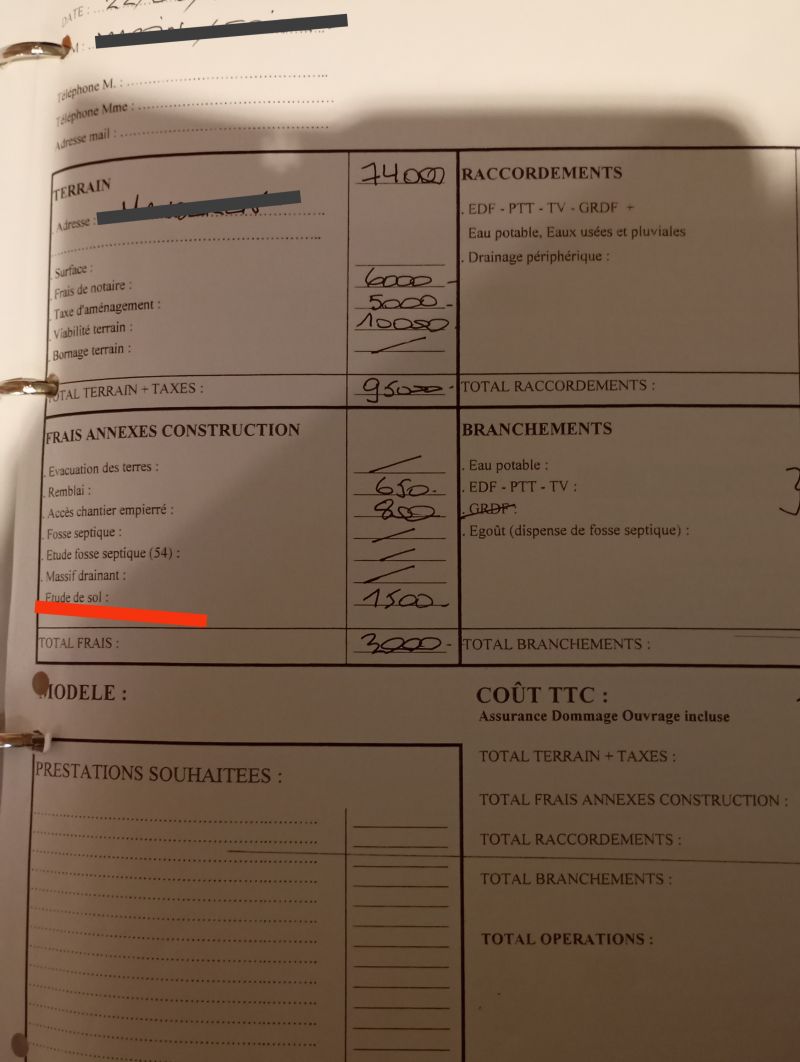 DATE :
Téléphone M. :
Téléphone Mme :
Adresse mail :
TERRAIN 74000
Adresse :
Surface :
Frais de notaire : 6000 -
Taxe d'aménagement : 5000 -
Viabilité terrain : 10000
Bornage terrain : /
TOTAL TERRAIN + TAXES : 95000 -
RACCORDEMENTS
. EDF - PTT - TV - GRDF +
Eau potable, Eaux usées et pluviales
. Drainage périphérique :
TOTAL RACCORDEMENTS :
FRAIS ANNEXES CONSTRUCTION
. Evacuation des terres : /
. Remblai : 650 -
. Accès chantier empierré : 800
. Fosse septique : /
. Etude fosse septique (54) : /
. Massif drainant : /
. Etude de sol : 1500 -
TOTAL FRAIS : 3000 -
BRANCHEMENTS
. Eau potable :
. EDF - PTT - TV :
. GRDF :
. Egoût (dispense de fosse septique) :
TOTAL BRANCHEMENTS :
MODELE :
PRESTATIONS SOUHAITEES :
COÛT TTC :
Assurance Dommage Ouvrage incluse
TOTAL TERRAIN + TAXES :
TOTAL FRAIS ANNEXES CONSTRUCTION :
TOTAL RACCORDEMENTS :
TOTAL BRANCHEMENTS :
TOTAL OPERATIONS :